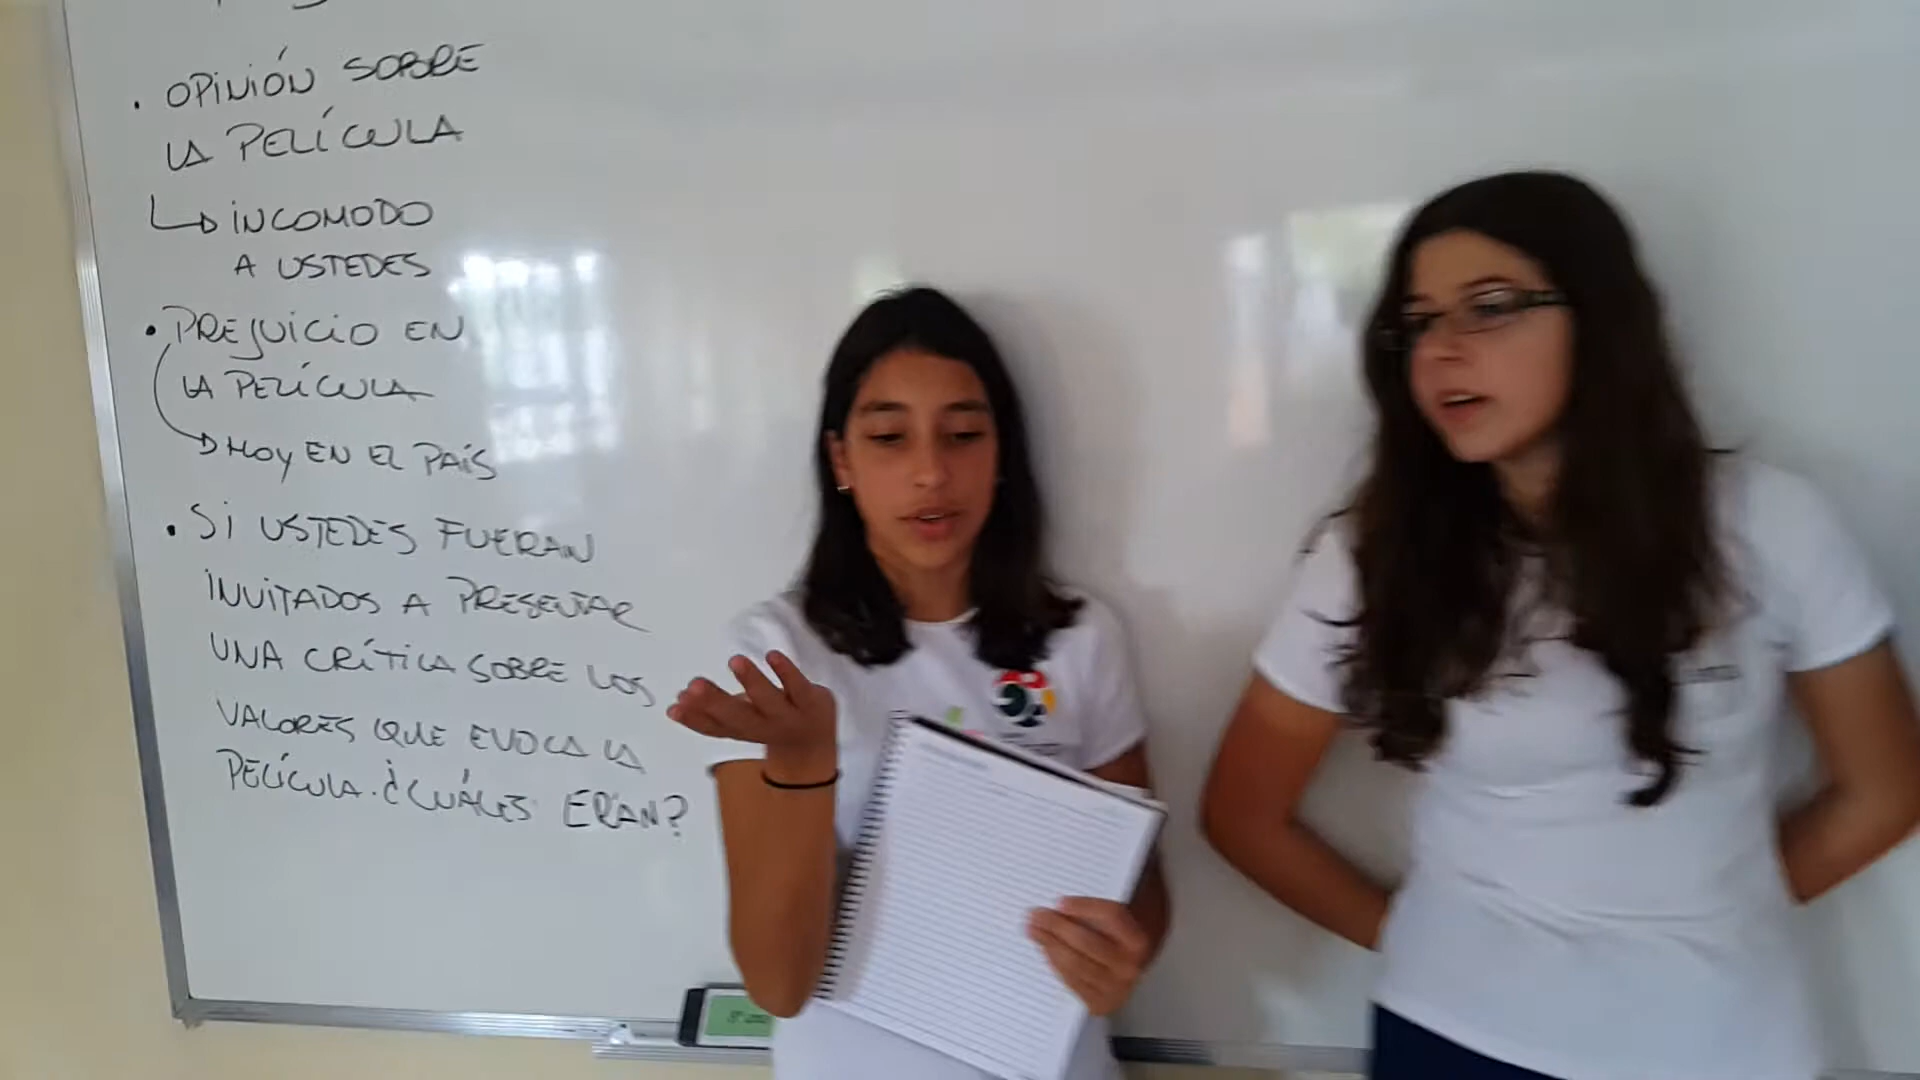 . OPINIÓN SOBRE
LA PELÍCULA
↳ INCOMODO
A USTEDES
• PREJUICIO EN
LA PELÍCULA
→ HOY EN EL PAÍS
• SI USTEDES FUERAN
INVITADOS A PRESENTAR
UNA CRÍTICA SOBRE LOS
VALORES QUE EVOCA LA
PELÍCULA. ¿CUÁLES ERAN?